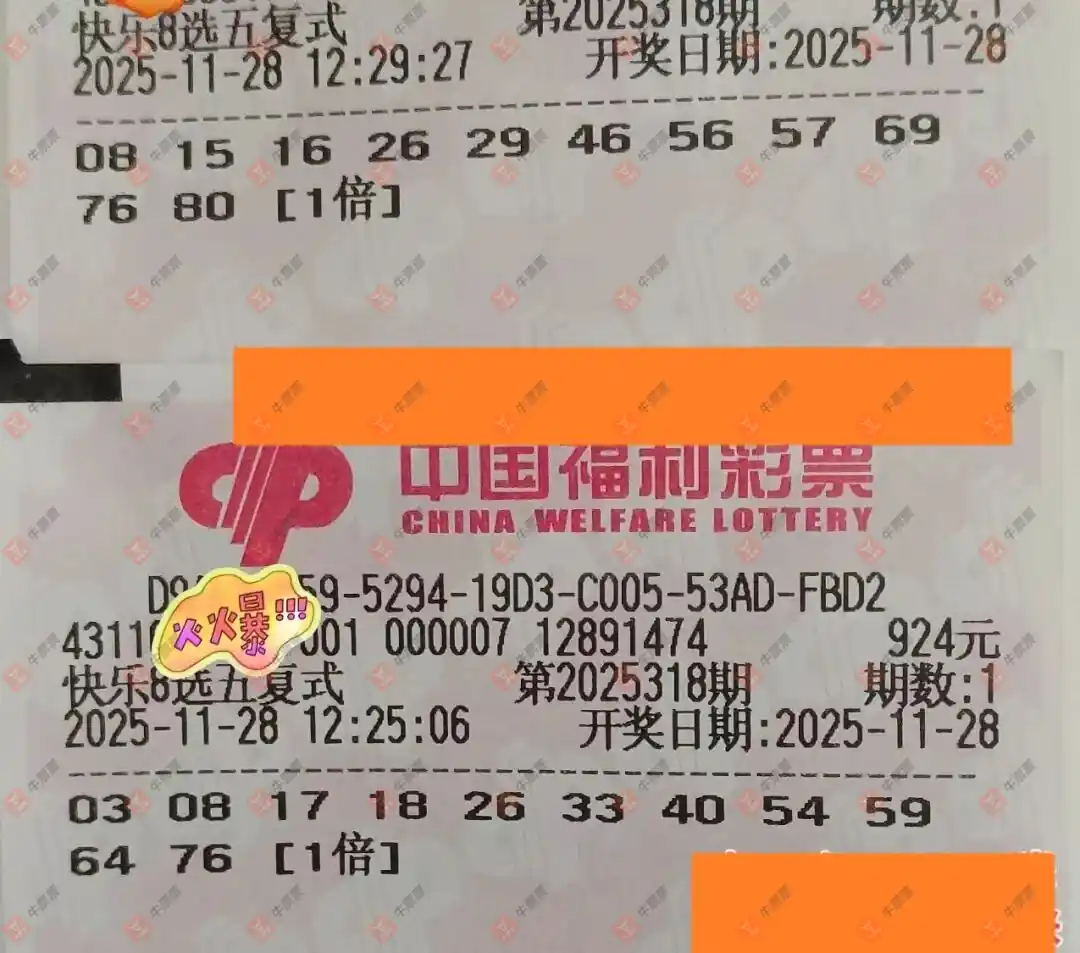 快乐8选五复式
第2025318期
期数:1
2025-11-28 12:29:27
开奖日期:2025-11-28
08 15 16 26 29 46 56 57 69
76 80 [1倍]
中国福利彩票
CHINA WELFARE LOTTERY
59-5294-19D3-C005-53AD-FBD2
火火暴!!!
4311
001 000007 12891474
924元
快乐8选五复式
第2025318期
期数:1
2025-11-28 12:25:06
开奖日期:2025-11-28
03 08 17 18 26 33 40 54 59
64 76 [1倍]